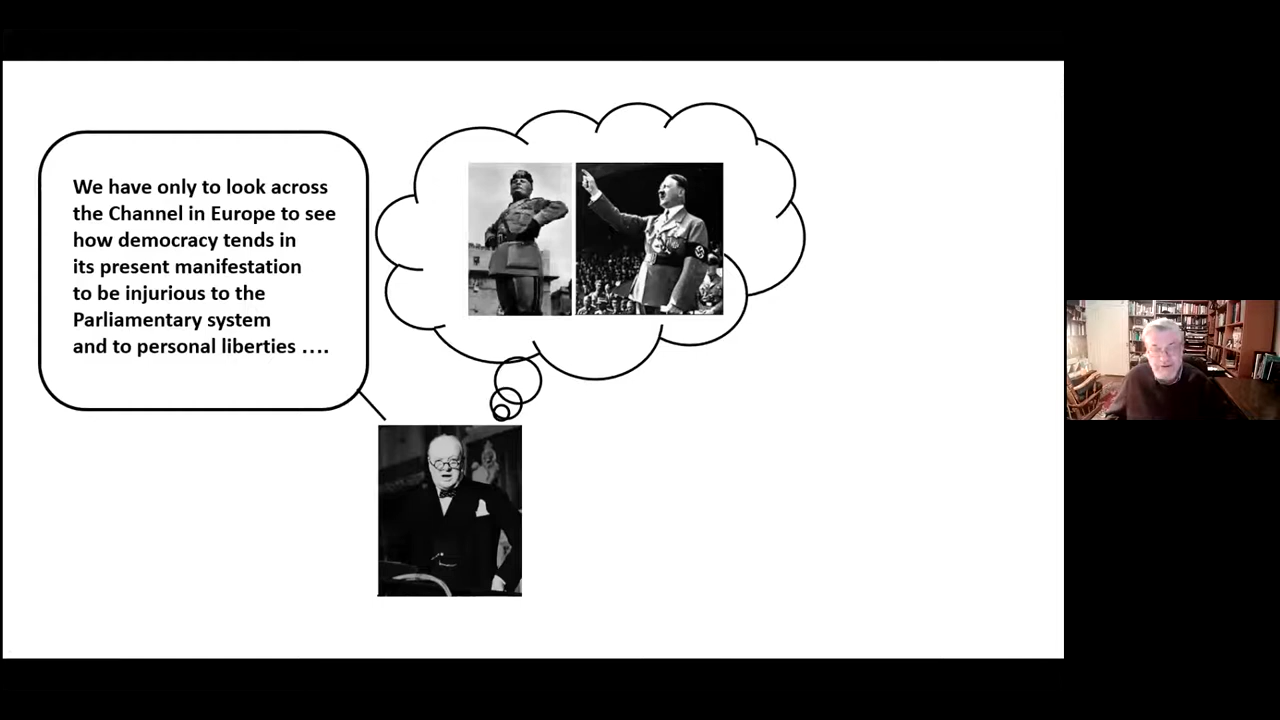 We have only to look across
the Channel in Europe to see
how democracy tends in
its present manifestation
to be injurious to the
Parliamentary system
and to personal liberties ....